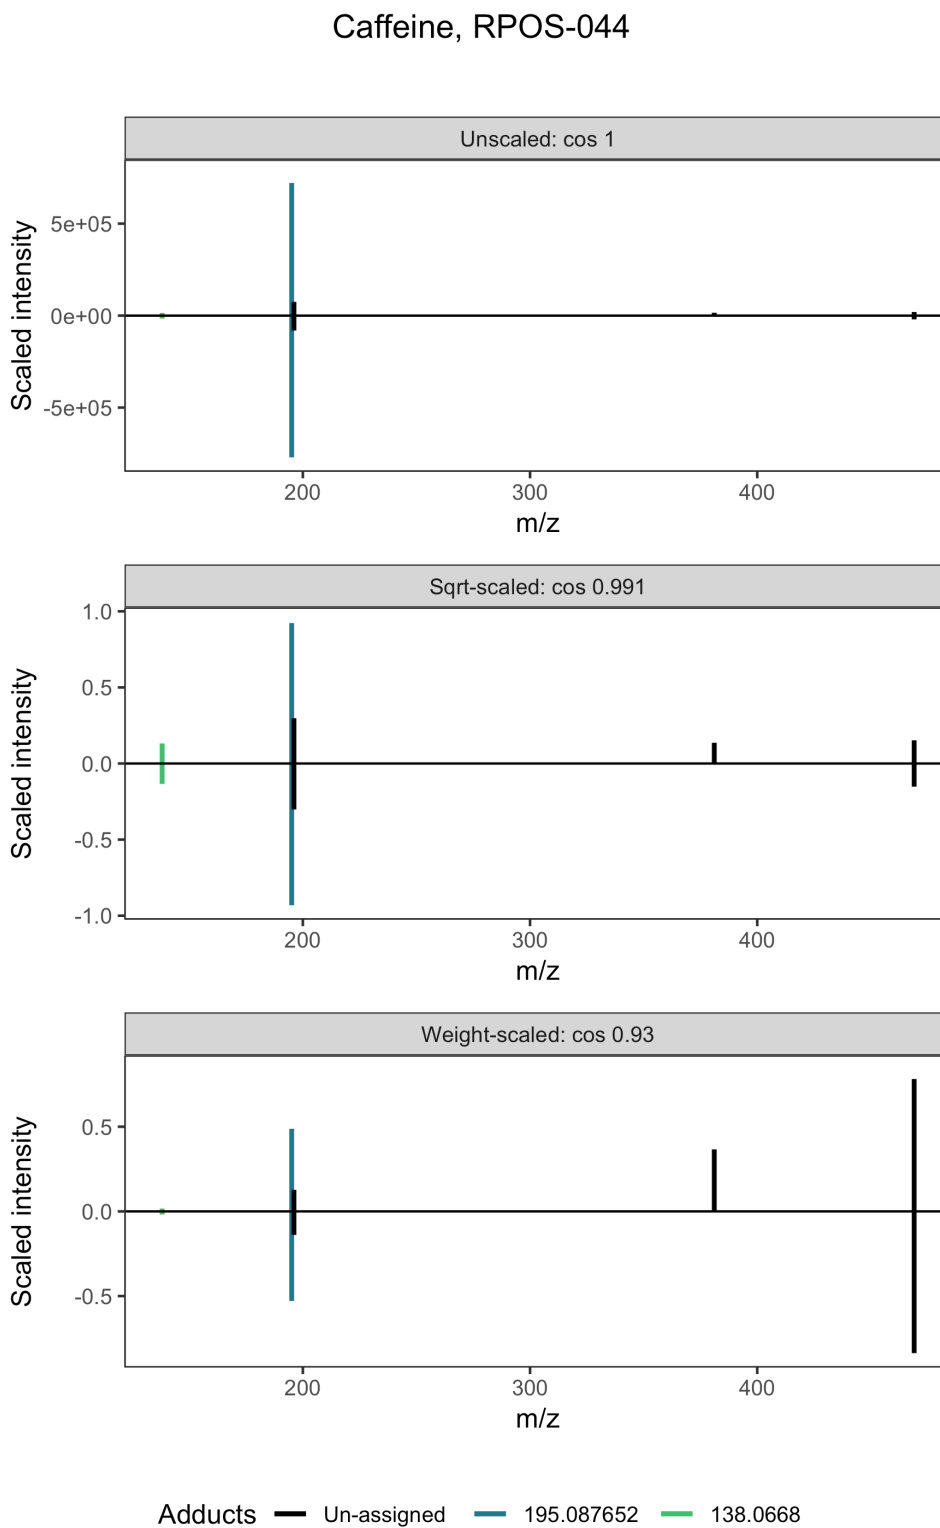 Caffeine, RPOS-044
Unscaled: cos 1
Scaled intensity
5e+05
0e+00
-5e+05
200 300 400
m/z
Sqrt-scaled: cos 0.991
Scaled intensity
1.0
0.5
0.0
-0.5
-1.0
200 300 400
m/z
Weight-scaled: cos 0.93
Scaled intensity
0.5
0.0
-0.5
200 300 400
m/z
Adducts Un-assigned 195.087652 138.0668